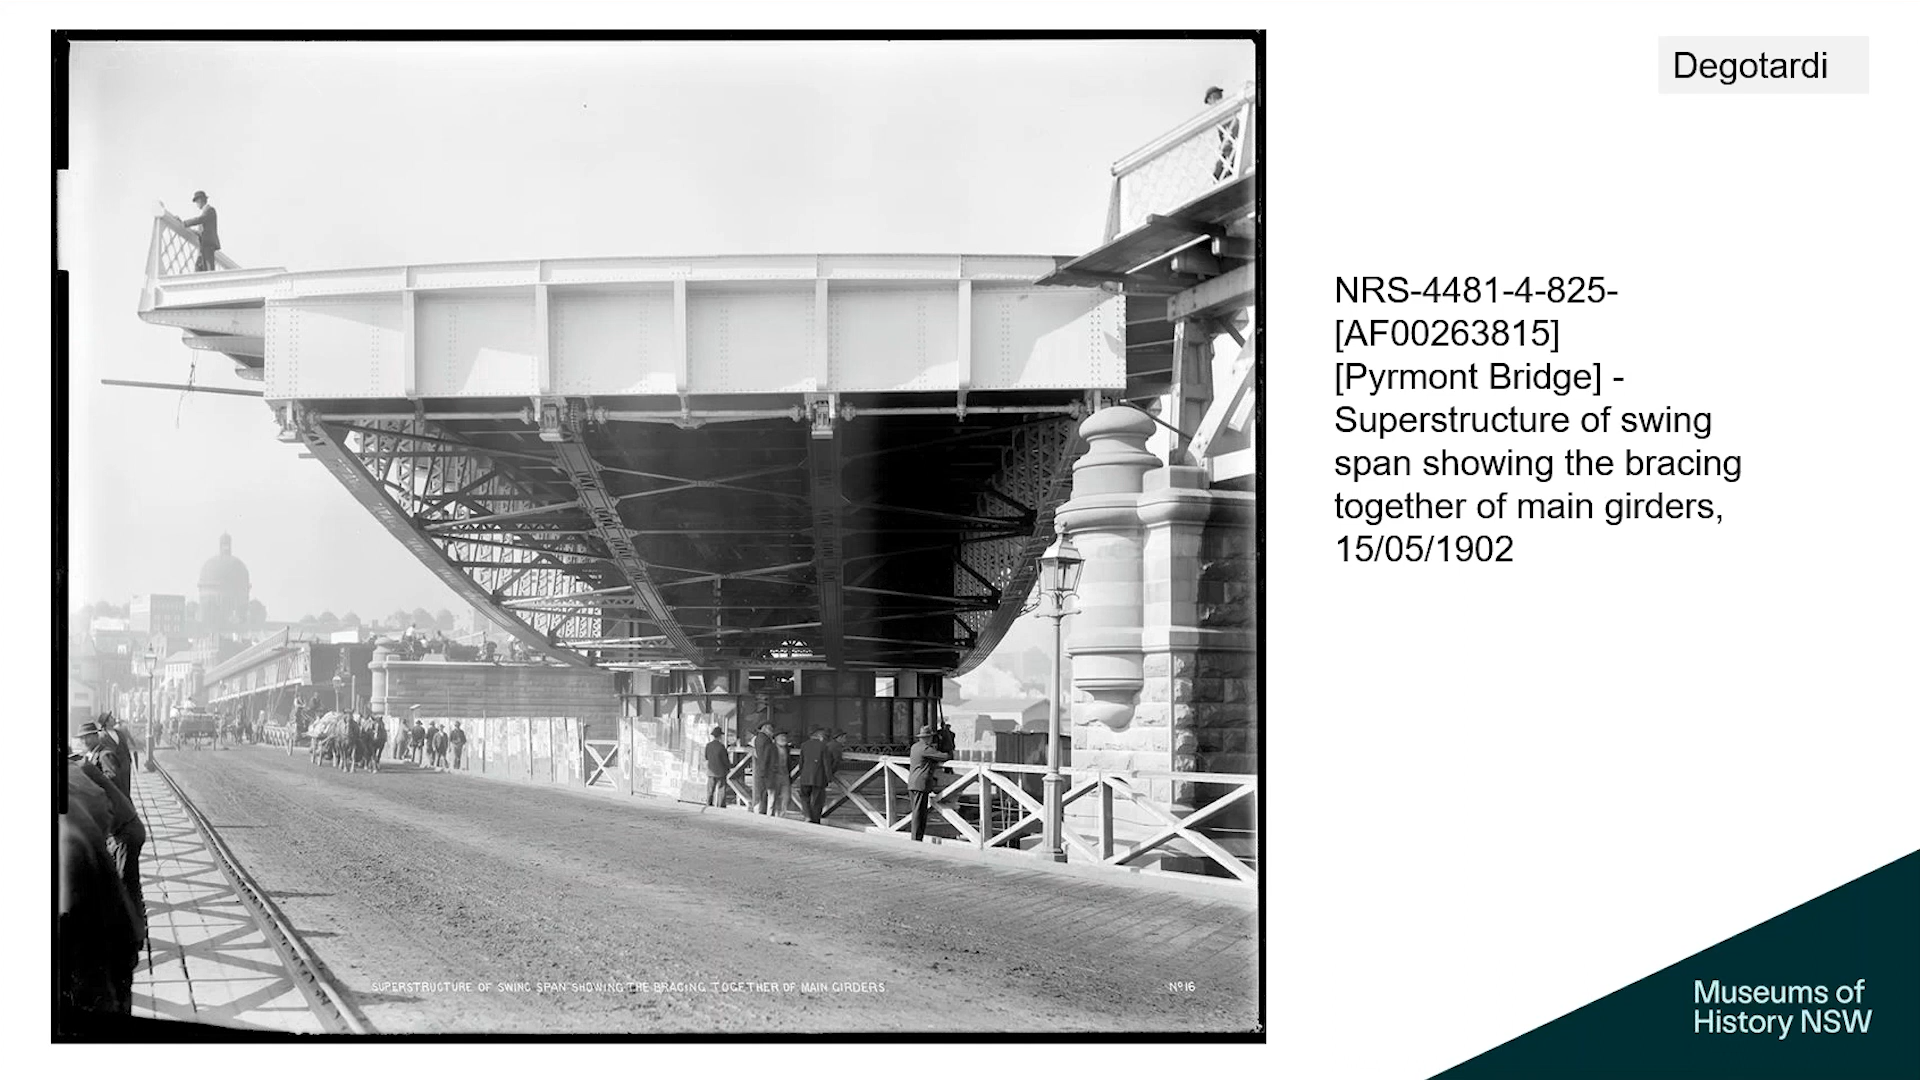 Degotardi
NRS-4481-4-825-
[AF00263815]
[Pyrmont Bridge] -
Superstructure of swing
span showing the bracing
together of main girders,
15/05/1902
SUPERSTRUCTURE OF SWING SPAN SHOWING THE BRACING TOGETHER OF MAIN GIRDERS
Nº16
Museums of
History NSW